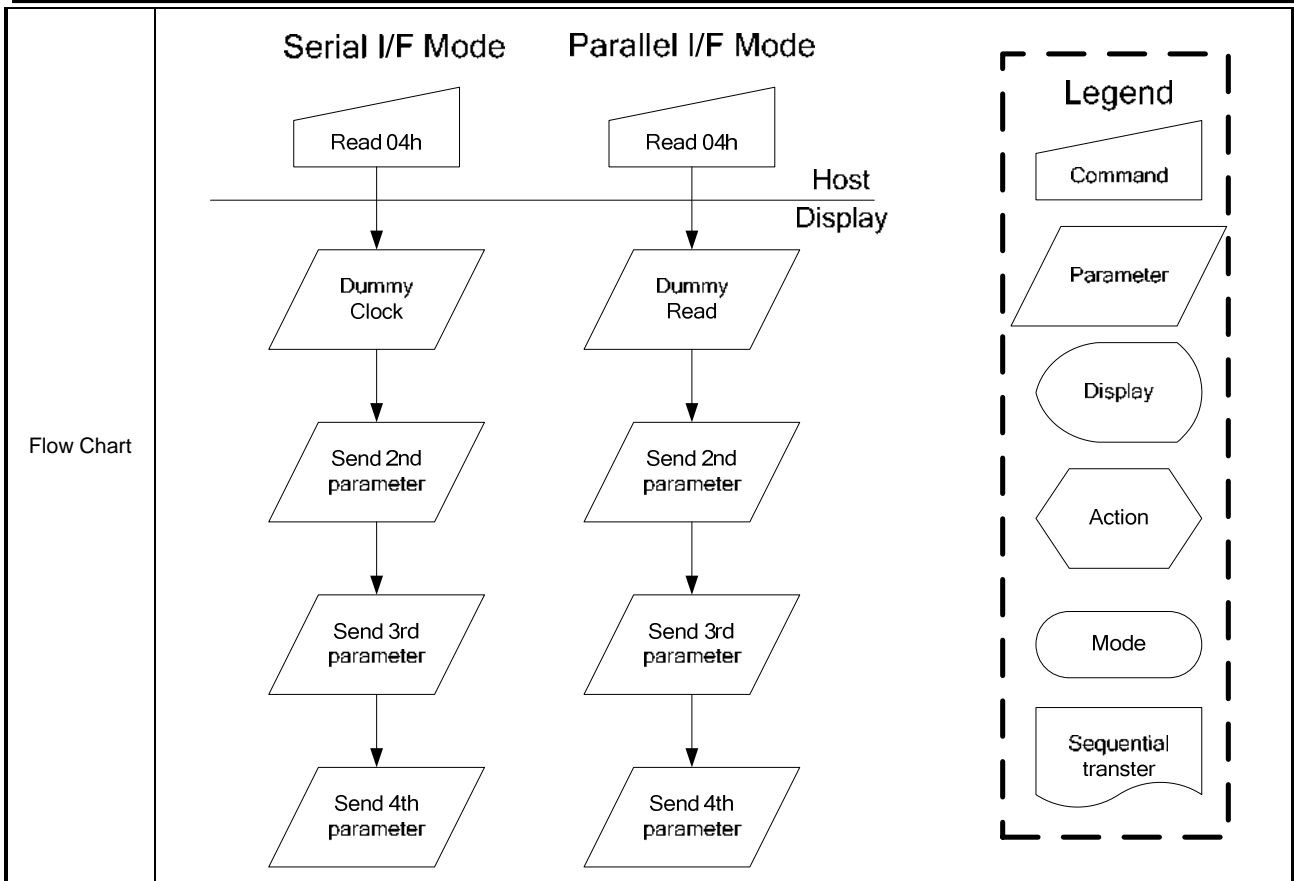 Flow Chart
Serial I/F Mode
Read 04h
Dummy
Clock
Send 2nd
parameter
Send 3rd
parameter
Send 4th
parameter
Parallel I/F Mode
Read 04h
Host
Display
Dummy
Read
Send 2nd
parameter
Send 3rd
parameter
Send 4th
parameter
Legend
Command
Parameter
Display
Action
Mode
Sequential
transter